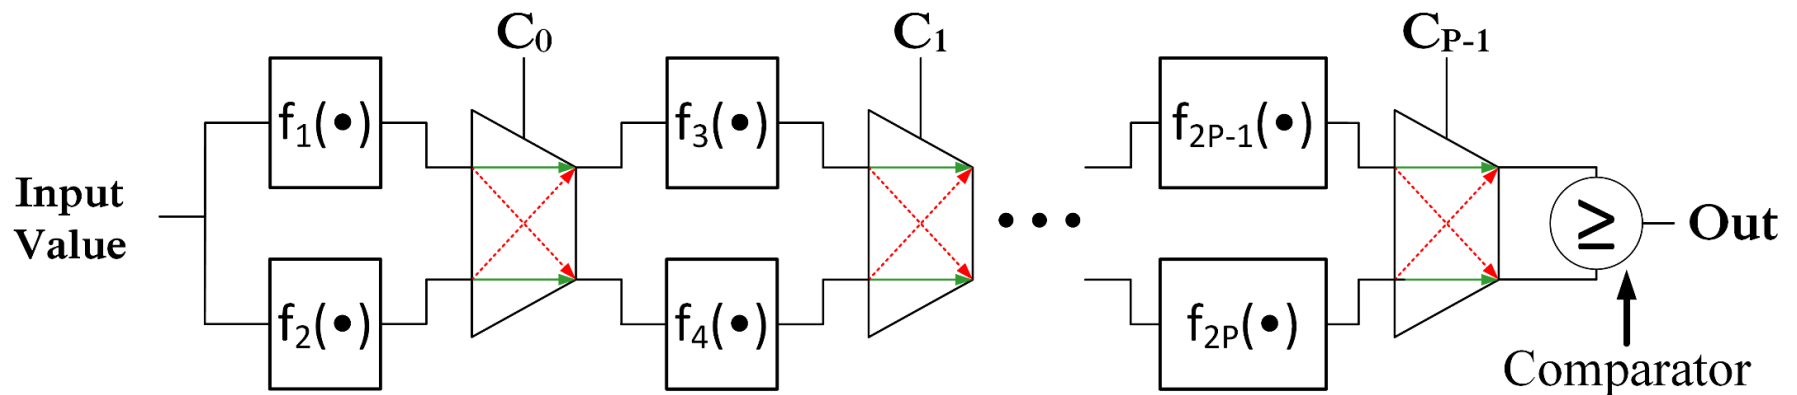 C0
C1
CP-1
f1(•)
f3(•)
f2P-1(•)
Input
Value
• • •
≥
Out
f2(•)
f4(•)
f2P(•)
Comparator